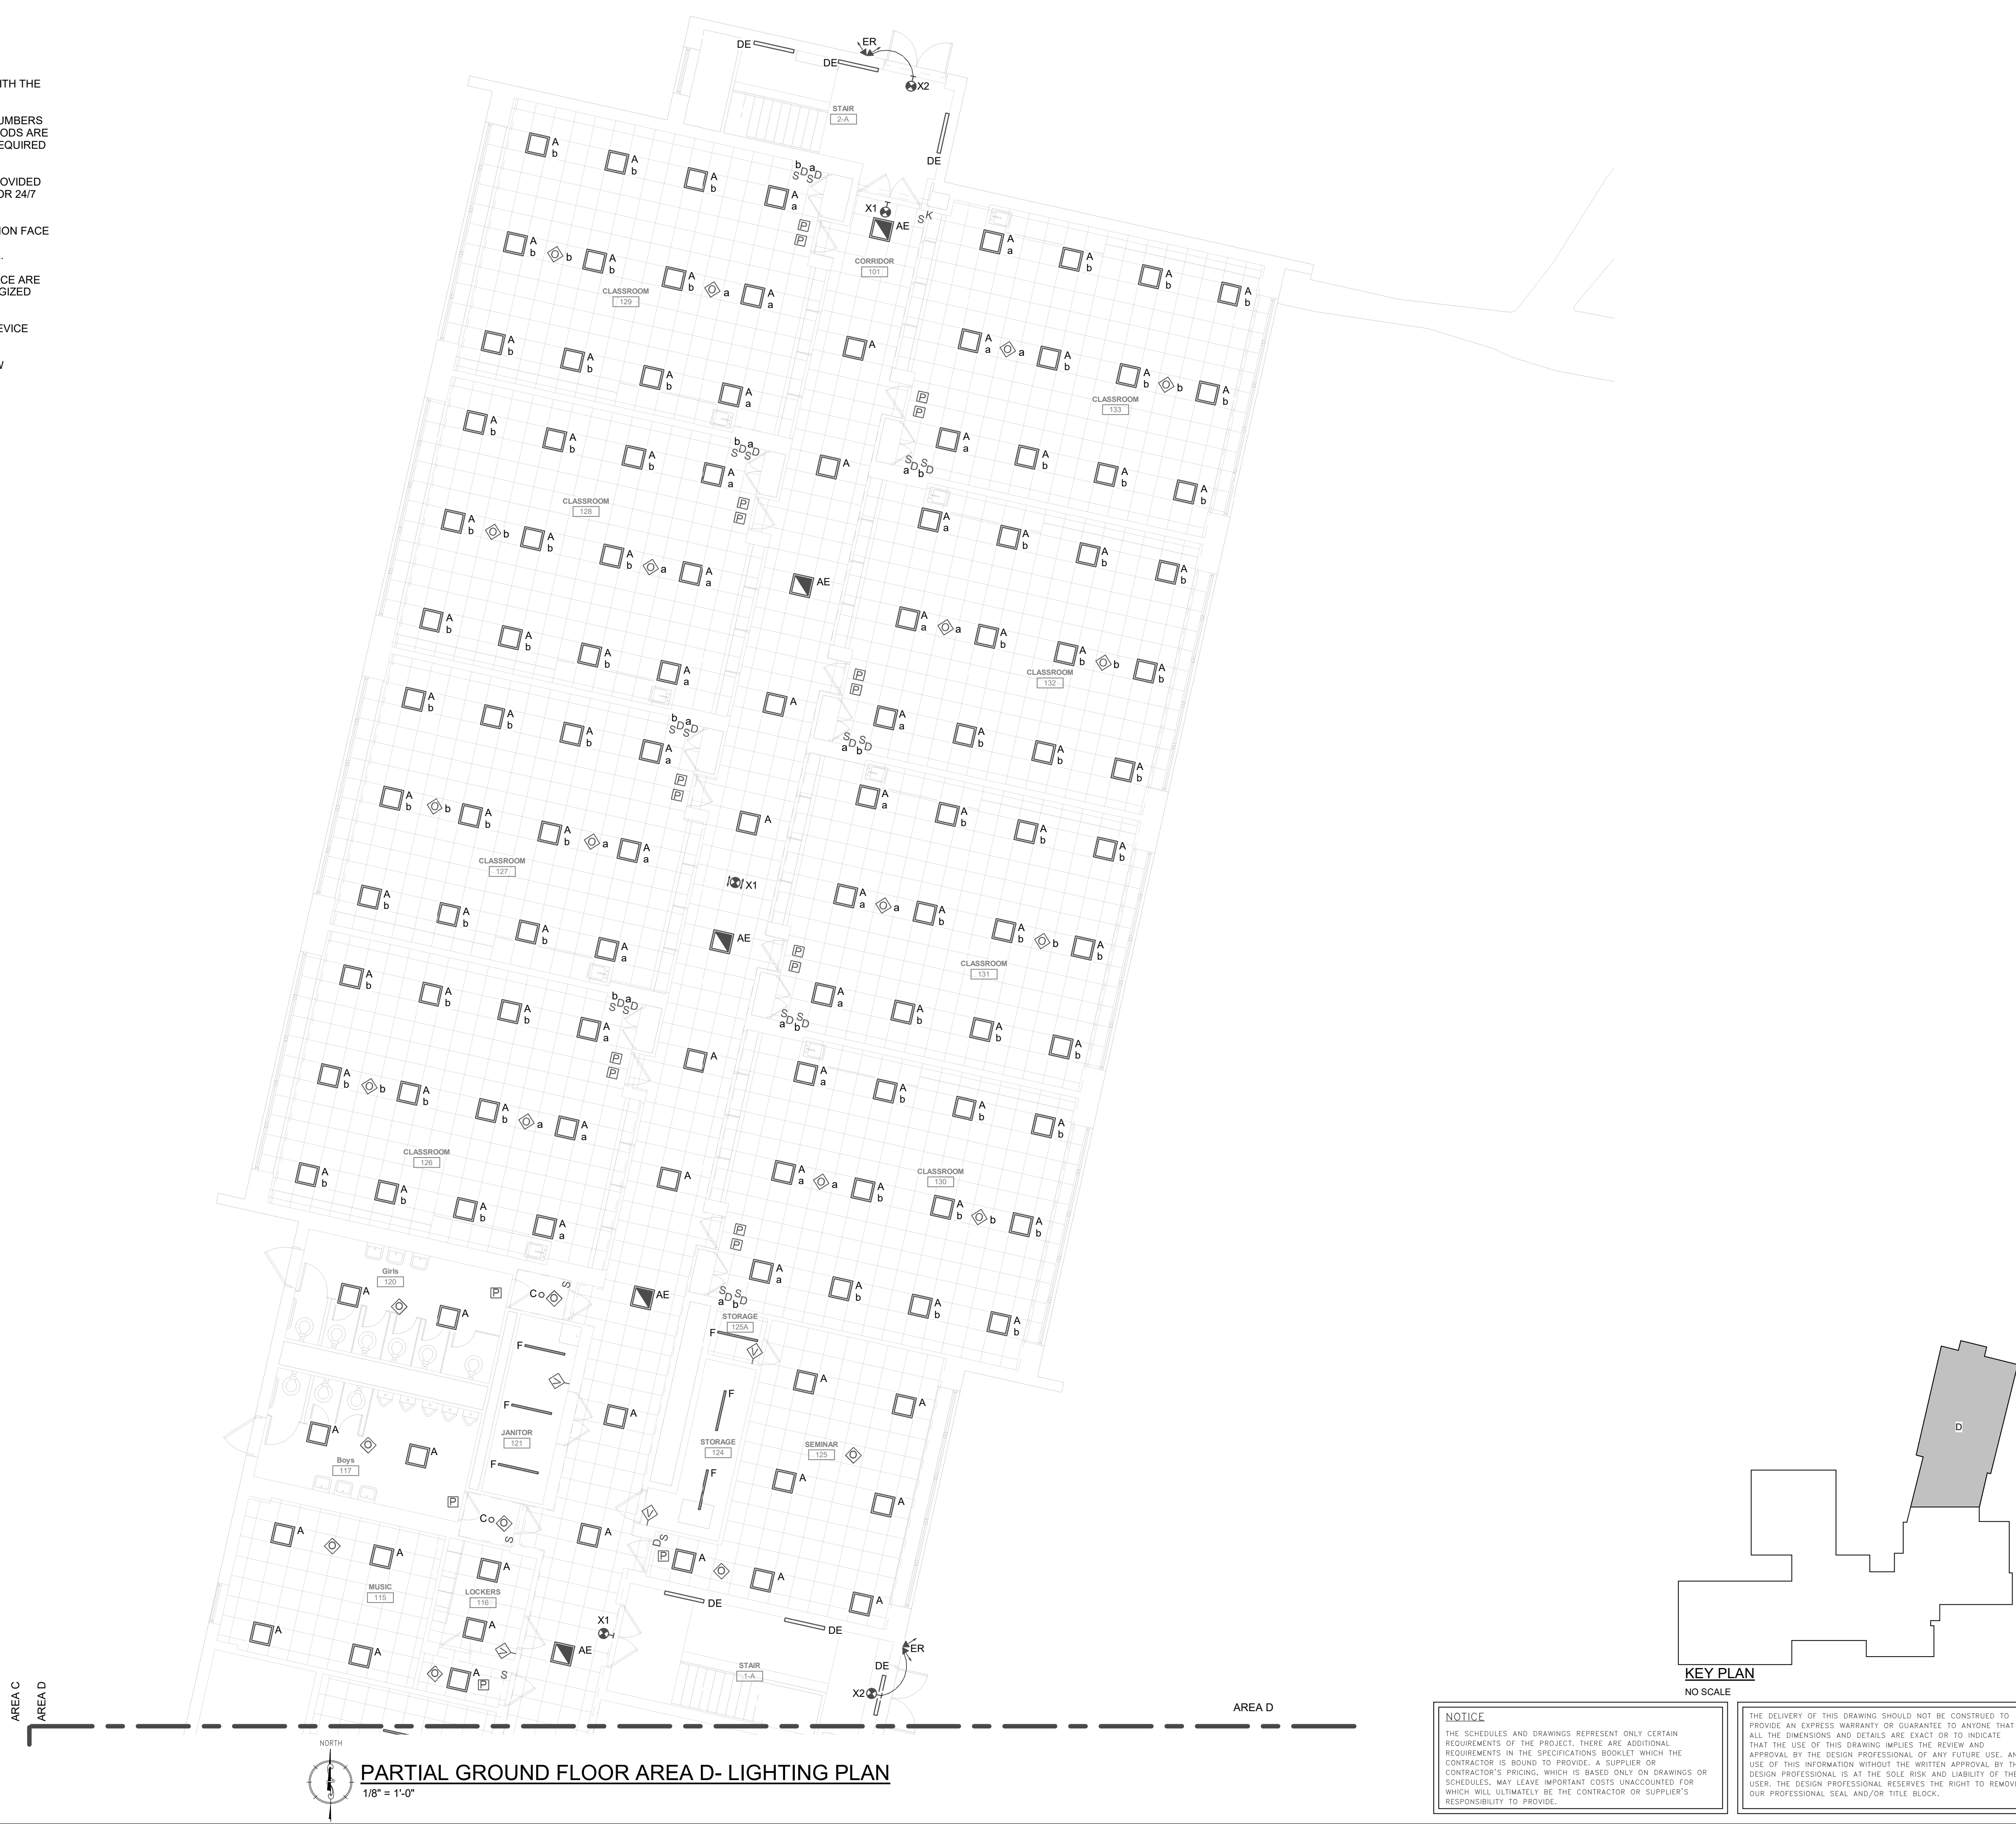 ITH THE
UMBERS
ODS ARE
EQUIRED
OVIDED
OR 24/7
ION FACE
.
CE ARE
GIZED
EVICE
W
DE
DE
ER
X2
DE
STAIR
2-A
X1
AE
S K
CORRIDOR
101
CLASSROOM
129
CLASSROOM
133
CLASSROOM
128
AE
CLASSROOM
132
CLASSROOM
127
X1
AE
CLASSROOM
131
CLASSROOM
126
CLASSROOM
130
Girls
120
C
S
AE
STORAGE
125A
F
F
F
F
JANITOR
121
F
STORAGE
124
F
SEMINAR
125
Boys
117
C
S
D S
MUSIC
115
LOCKERS
116
DE
DE
X1
AE
S
ER
DE
X2
STAIR
1-A
AREA C
AREA D
AREA D
NORTH
PARTIAL GROUND FLOOR AREA D- LIGHTING PLAN
1/8" = 1'-0"
D
KEY PLAN
NO SCALE
NOTICE
THE SCHEDULES AND DRAWINGS REPRESENT ONLY CERTAIN
REQUIREMENTS OF THE PROJECT. THERE ARE ADDITIONAL
REQUIREMENTS IN THE SPECIFICATIONS BOOKLET WHICH THE
CONTRACTOR IS BOUND TO PROVIDE. A SUPPLIER OR
CONTRACTOR'S PRICING, WHICH IS BASED ONLY ON DRAWINGS OR
SCHEDULES, MAY LEAVE IMPORTANT COSTS UNACCOUNTED FOR
WHICH WILL ULTIMATELY BE THE CONTRACTOR OR SUPPLIER'S
RESPONSIBILITY TO PROVIDE.
THE DELIVERY OF THIS DRAWING SHOULD NOT BE CONSTRUED TO
PROVIDE AN EXPRESS WARRANTY OR GUARANTEE TO ANYONE THAT
ALL THE DIMENSIONS AND DETAILS ARE EXACT OR TO INDICATE
THAT THE USE OF THIS DRAWING IMPLIES THE REVIEW AND
APPROVAL BY THE DESIGN PROFESSIONAL OF ANY FUTURE USE. AN
USE OF THIS INFORMATION WITHOUT THE WRITTEN APPROVAL BY TH
DESIGN PROFESSIONAL IS AT THE SOLE RISK AND LIABILITY OF THE
USER. THE DESIGN PROFESSIONAL RESERVES THE RIGHT TO REMOV
OUR PROFESSIONAL SEAL AND/OR TITLE BLOCK.